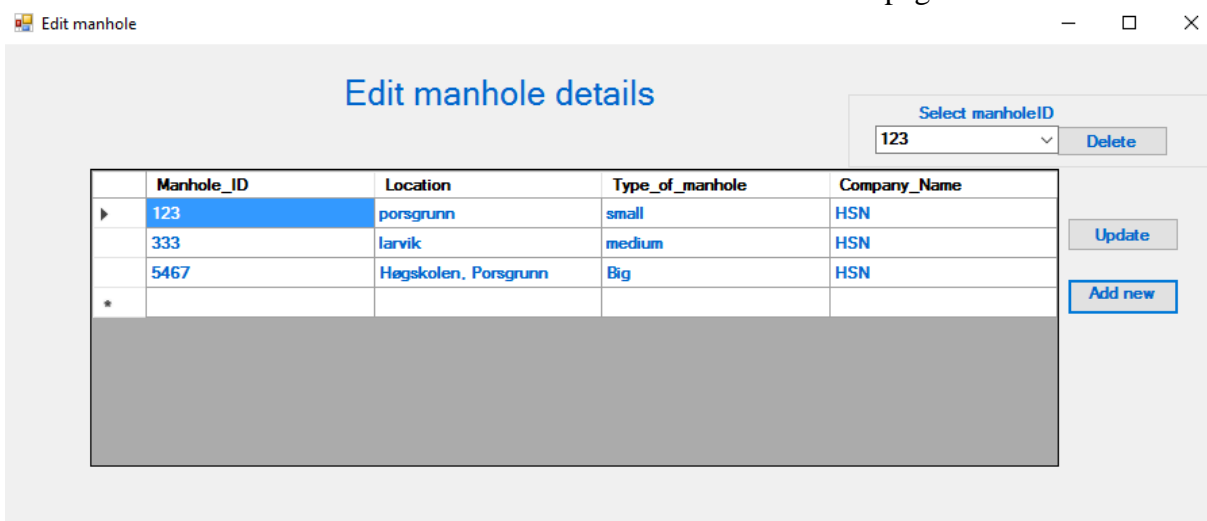 Edit manhole
Edit manhole details
Select manholeID
123
Delete
Manhole_ID Location Type_of_manhole Company_Name
123 porsgrunn small HSN
333 larvik medium HSN
5467 Høgskolen, Porsgrunn Big HSN
*
Update
Add new